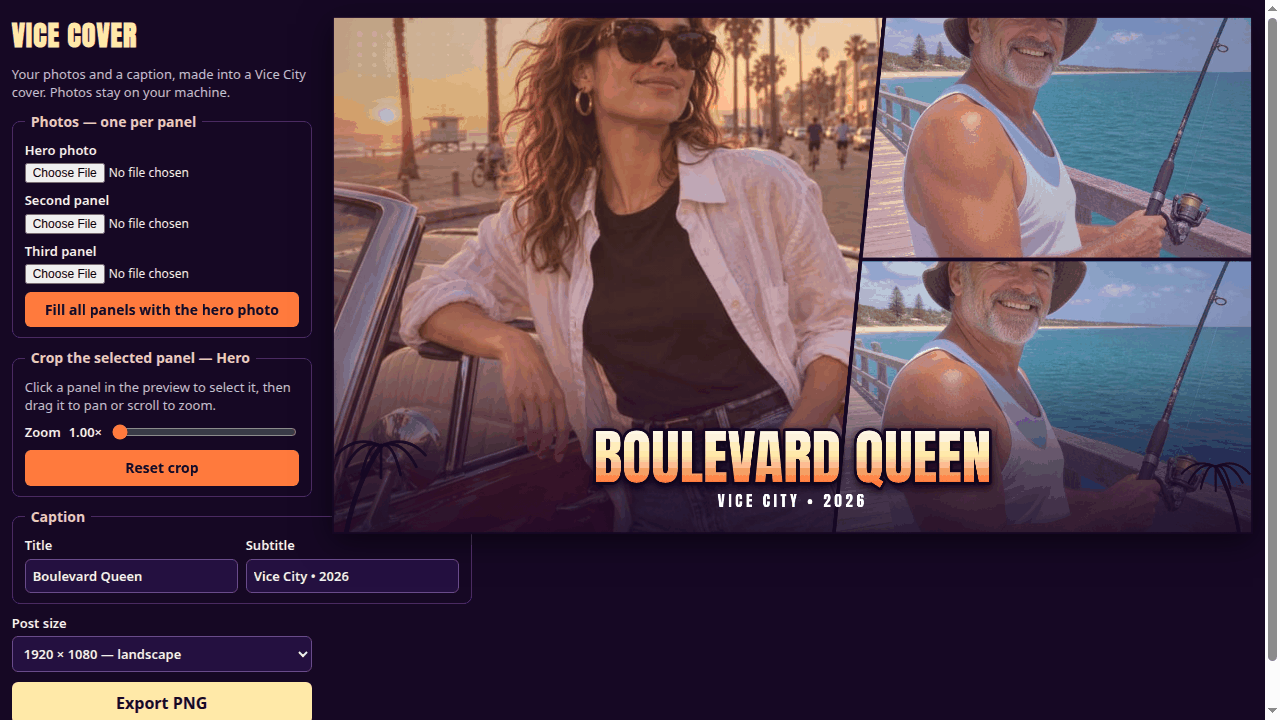 VICE COVER
Your photos and a caption, made into a Vice City
cover. Photos stay on your machine.
Photos — one per panel
Hero photo
Choose File No file chosen
Second panel
Choose File No file chosen
Third panel
Choose File No file chosen
Fill all panels with the hero photo
Crop the selected panel — Hero
Click a panel in the preview to select it, then
drag it to pan or scroll to zoom.
Zoom 1.00×
Reset crop
Caption
Title
Boulevard Queen
Subtitle
Vice City • 2026
Post size
1920 × 1080 — landscape
Export PNG
BOULEVARD QUEEN
VICE CITY • 2026